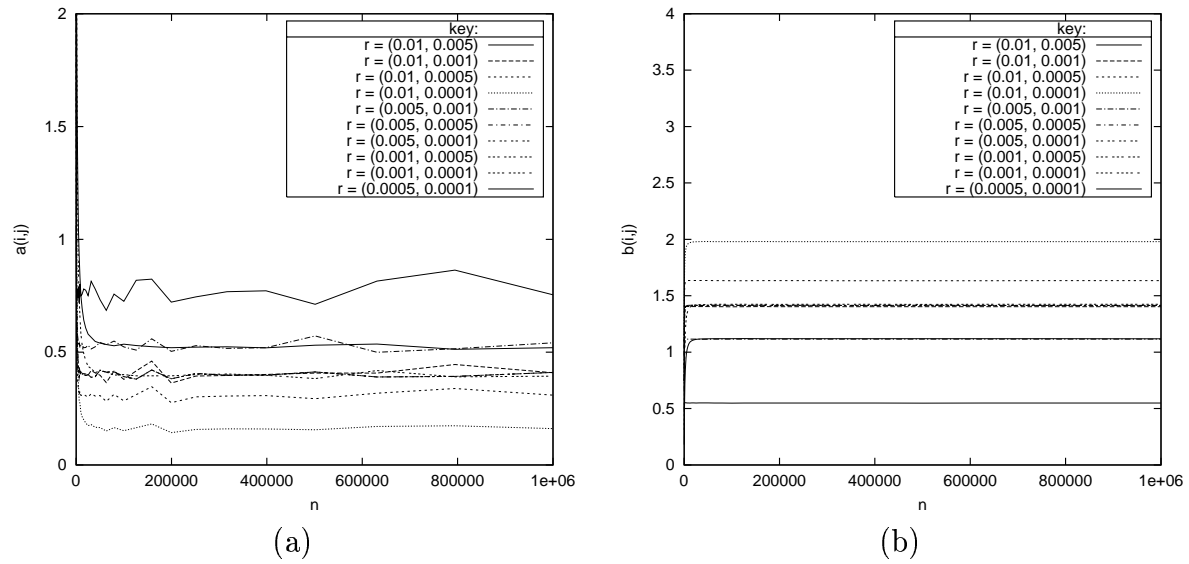 2
1.5
1
0.5
0
a(i,j)
0
200000
400000
600000
800000
1e+06
n
key:
r = (0.01, 0.005)
r = (0.01, 0.001)
r = (0.01, 0.0005)
r = (0.01, 0.0001)
r = (0.005, 0.001)
r = (0.005, 0.0005)
r = (0.005, 0.0001)
r = (0.001, 0.0005)
r = (0.001, 0.0001)
r = (0.0005, 0.0001)
(a)
4
3.5
3
2.5
2
1.5
1
0.5
0
b(i,j)
0
200000
400000
600000
800000
1e+06
n
key:
r = (0.01, 0.005)
r = (0.01, 0.001)
r = (0.01, 0.0005)
r = (0.01, 0.0001)
r = (0.005, 0.001)
r = (0.005, 0.0005)
r = (0.005, 0.0001)
r = (0.001, 0.0005)
r = (0.001, 0.0001)
r = (0.0005, 0.0001)
(b)